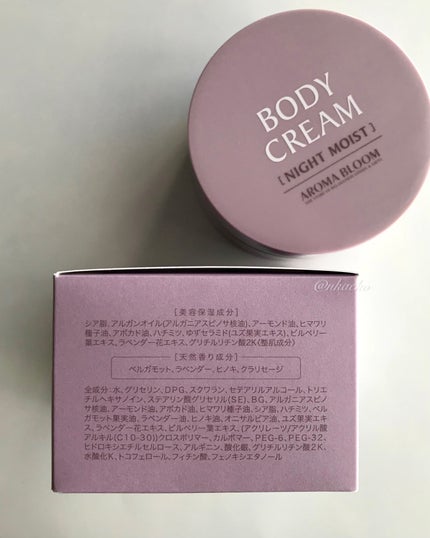 BODY
CREAM
[NIGHT MOIST]
AROMA BLOOM
[美容保湿成分]
シア脂、アルガンオイル(アルガニアスピノサ核油)、アーモンド油、ヒマワリ
種子油、アボカド油、ハチミツ、ゆずセラミド(ユズ果実エキス)、ビルベリー
葉エキス、ラベンダー花エキス、グリチルリチン酸2K(整肌成分)
[天然香り成分]
ベルガモット、ラベンダー、ヒノキ、クラリセージ
全成分:水、グリセリン、DPG、スクワラン、セテアリルアルコール、トリエ
チルヘキサノイン、ステアリン酸グリセリル(SE)、BG、アルガニアスピノ
サ核油、アーモンド油、アボカド油、ヒマワリ種子油、シア脂、ハチミツ、ベル
ガモット果実油、ラベンダー油、ヒノキ油、オニサルビア油、ユズ果実エキ
ス、ラベンダー花エキス、ビルベリー葉エキス、(アクリレーツ/アクリル酸
アルキル(C10-30))クロスポリマー、カルボマー、PEG-6、PEG-32、
ヒドロキシエチルセルロース、アルギニン、酸化銀、グリチルリチン酸2K、
水酸化K、トコフェロール、フィチン酸、フェノキシエタノール